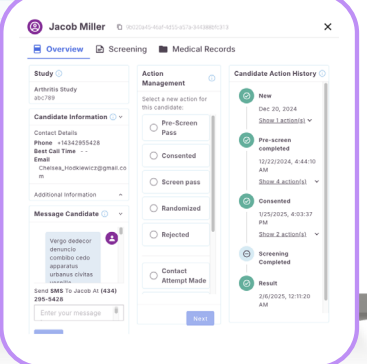 Jacob Miller
Overview
Screening
Medical Records
Study
Arthritis Study
abc789
Candidate Information
Contact Details
Phone +14342955428
Best Call Time - -
Email
Chelsea_Hodkiewicz@gmail.co
m
Additional Information
Message Candidate
Vergo dedecor
denuncio
combibo cedo
apparatus
urbanus civitas
Send SMS To Jacob At (434)
295-5428
Enter your message
Action
Management
Select a new action for
this candidate:
Pre-Screen
Pass
Consented
Screen pass
Randomized
Rejected
Contact
Attempt Made
Next
Candidate Action History
New
Dec 20, 2024
Show 1 action(s)
Pre-screen
completed
12/22/2024, 4:44:10
AM
Show 4 action(s)
Consented
1/25/2025, 4:03:37
PM
Show 2 action(s)
Screening
Completed
Result
2/6/2025, 12:11:20
AM